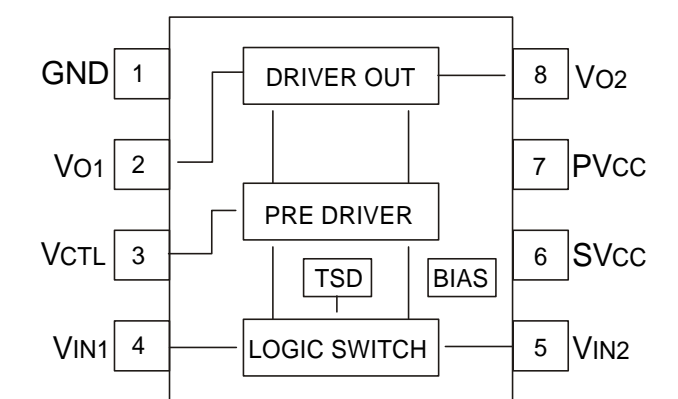 GND 1 DRIVER OUT 8 VO2
VO1 2 7 PVCC
PRE DRIVER
VCTL 3 6 SVCC
TSD BIAS
VIN1 4 LOGIC SWITCH 5 VIN2